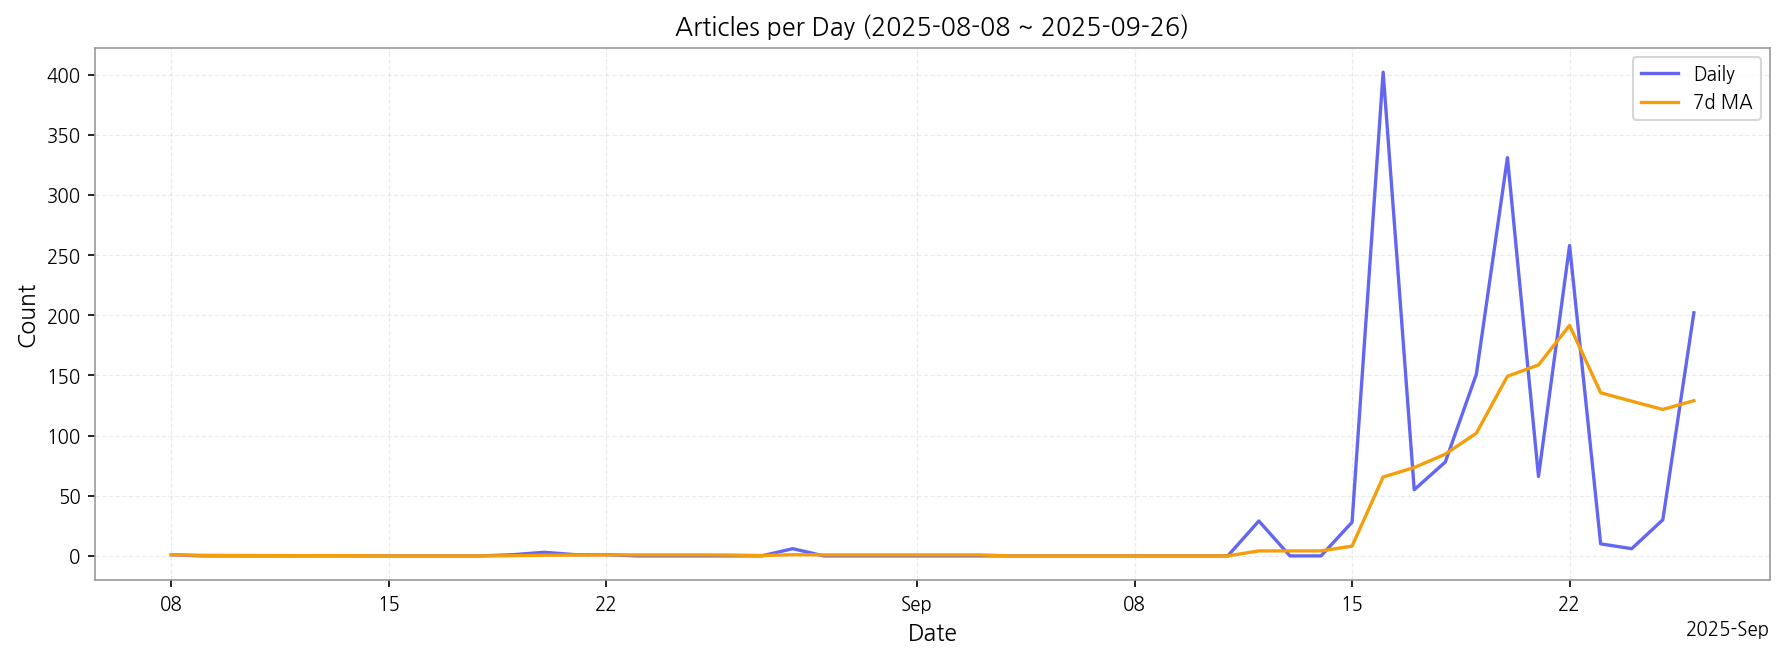 Articles per Day (2025-08-08 ~ 2025-09-26)
Daily
7d MA
400
350
300
250
200
150
100
50
0
Count
08 15 22 Sep 08 15 22
2025-Sep
Date